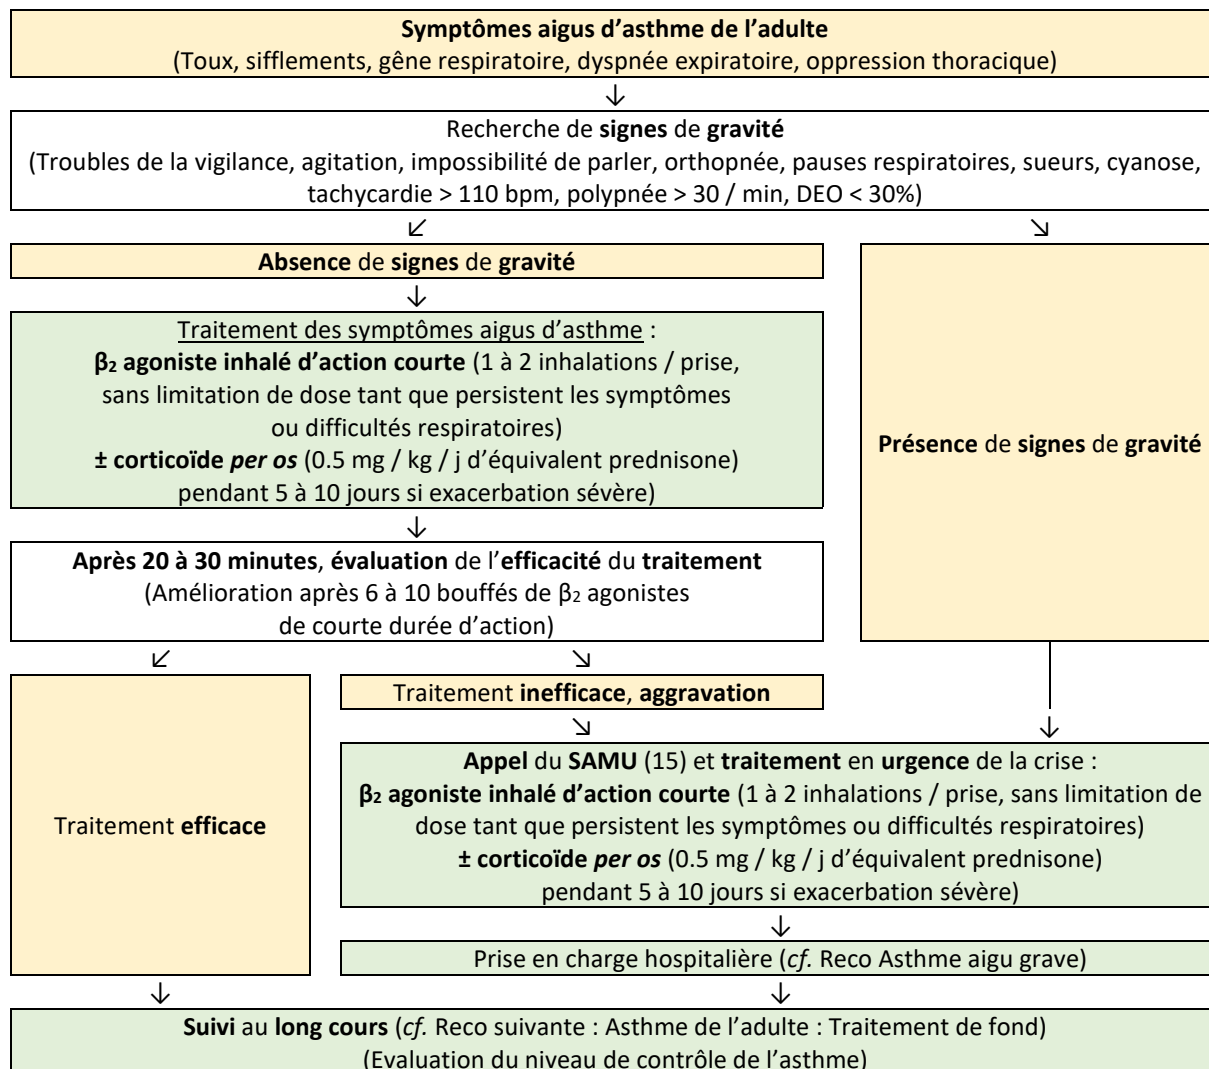 Symptômes aigus d’asthme de l’adulte
(Toux, sifflements, gêne respiratoire, dyspnée expiratoire, oppression thoracique)
↓
Recherche de signes de gravité
(Troubles de la vigilance, agitation, impossibilité de parler, orthopnée, pauses respiratoires, sueurs, cyanose,
tachycardie > 110 bpm, polypnée > 30 / min, DEO < 30%)
↙ ↘
Absence de signes de gravité
↓
Traitement des symptômes aigus d’asthme :
β₂ agoniste inhalé d’action courte (1 à 2 inhalations / prise,
sans limitation de dose tant que persistent les symptômes
ou difficultés respiratoires)
± corticoïde per os (0.5 mg / kg / j d’équivalent prednisone)
pendant 5 à 10 jours si exacerbation sévère)
Présence de signes de gravité
↓
Après 20 à 30 minutes, évaluation de l’efficacité du traitement
(Amélioration après 6 à 10 bouffés de β₂ agonistes
de courte durée d’action)
↙ ↘
Traitement inefficace, aggravation
↘ ↓
Traitement efficace
Appel du SAMU (15) et traitement en urgence de la crise :
β₂ agoniste inhalé d’action courte (1 à 2 inhalations / prise, sans limitation de
dose tant que persistent les symptômes ou difficultés respiratoires)
± corticoïde per os (0.5 mg / kg / j d’équivalent prednisone)
pendant 5 à 10 jours si exacerbation sévère)
↓
Prise en charge hospitalière (cf. Reco Asthme aigu grave)
↓ ↓
Suivi au long cours (cf. Reco suivante : Asthme de l’adulte : Traitement de fond)
(Evaluation du niveau de contrôle de l’asthme)